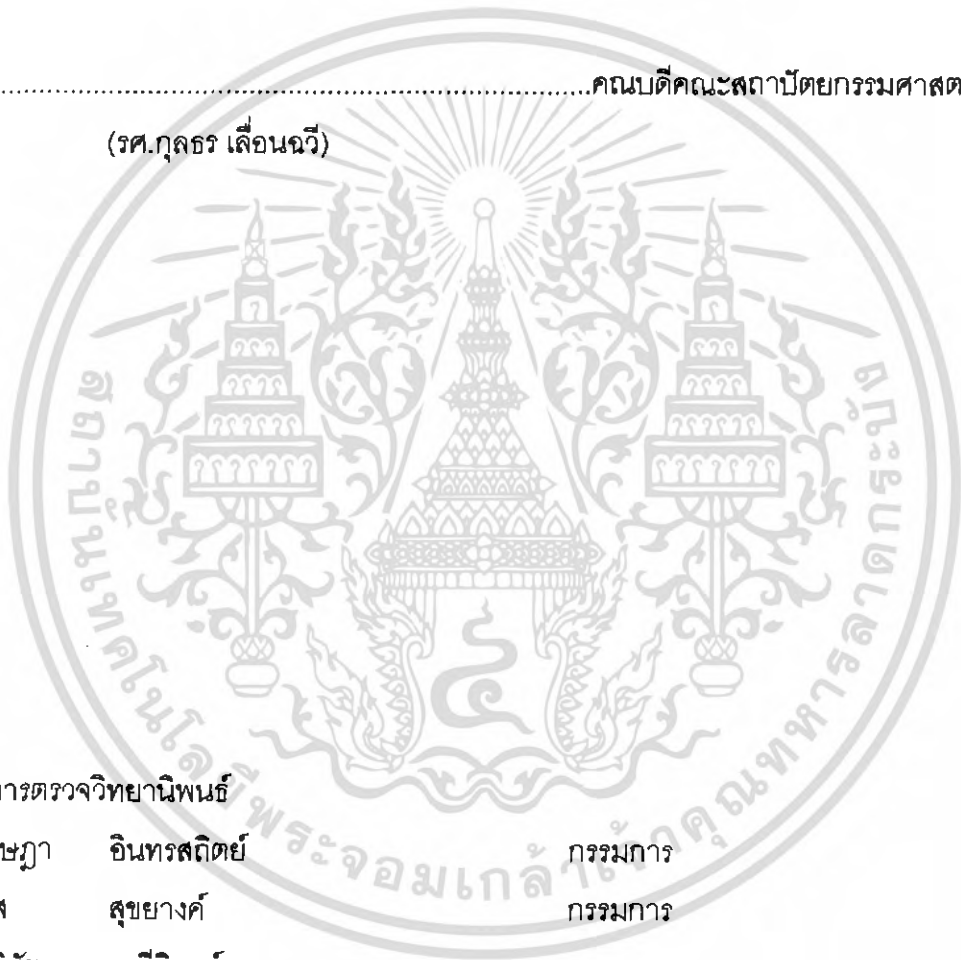 คณบดีคณะสถาปัตยกรรมศาสต
(รศ.กุลธร เลื่อนฉวี)
สถาบันเทคโนโลยีพระจอมเกล้าเจ้าคุณทหารลาดกระบัง
๔
การตรวจวิทยานิพนธ์
ษฎา อินทรสถิตย์ กรรมการ
ส สุขยางค์ กรรมการ